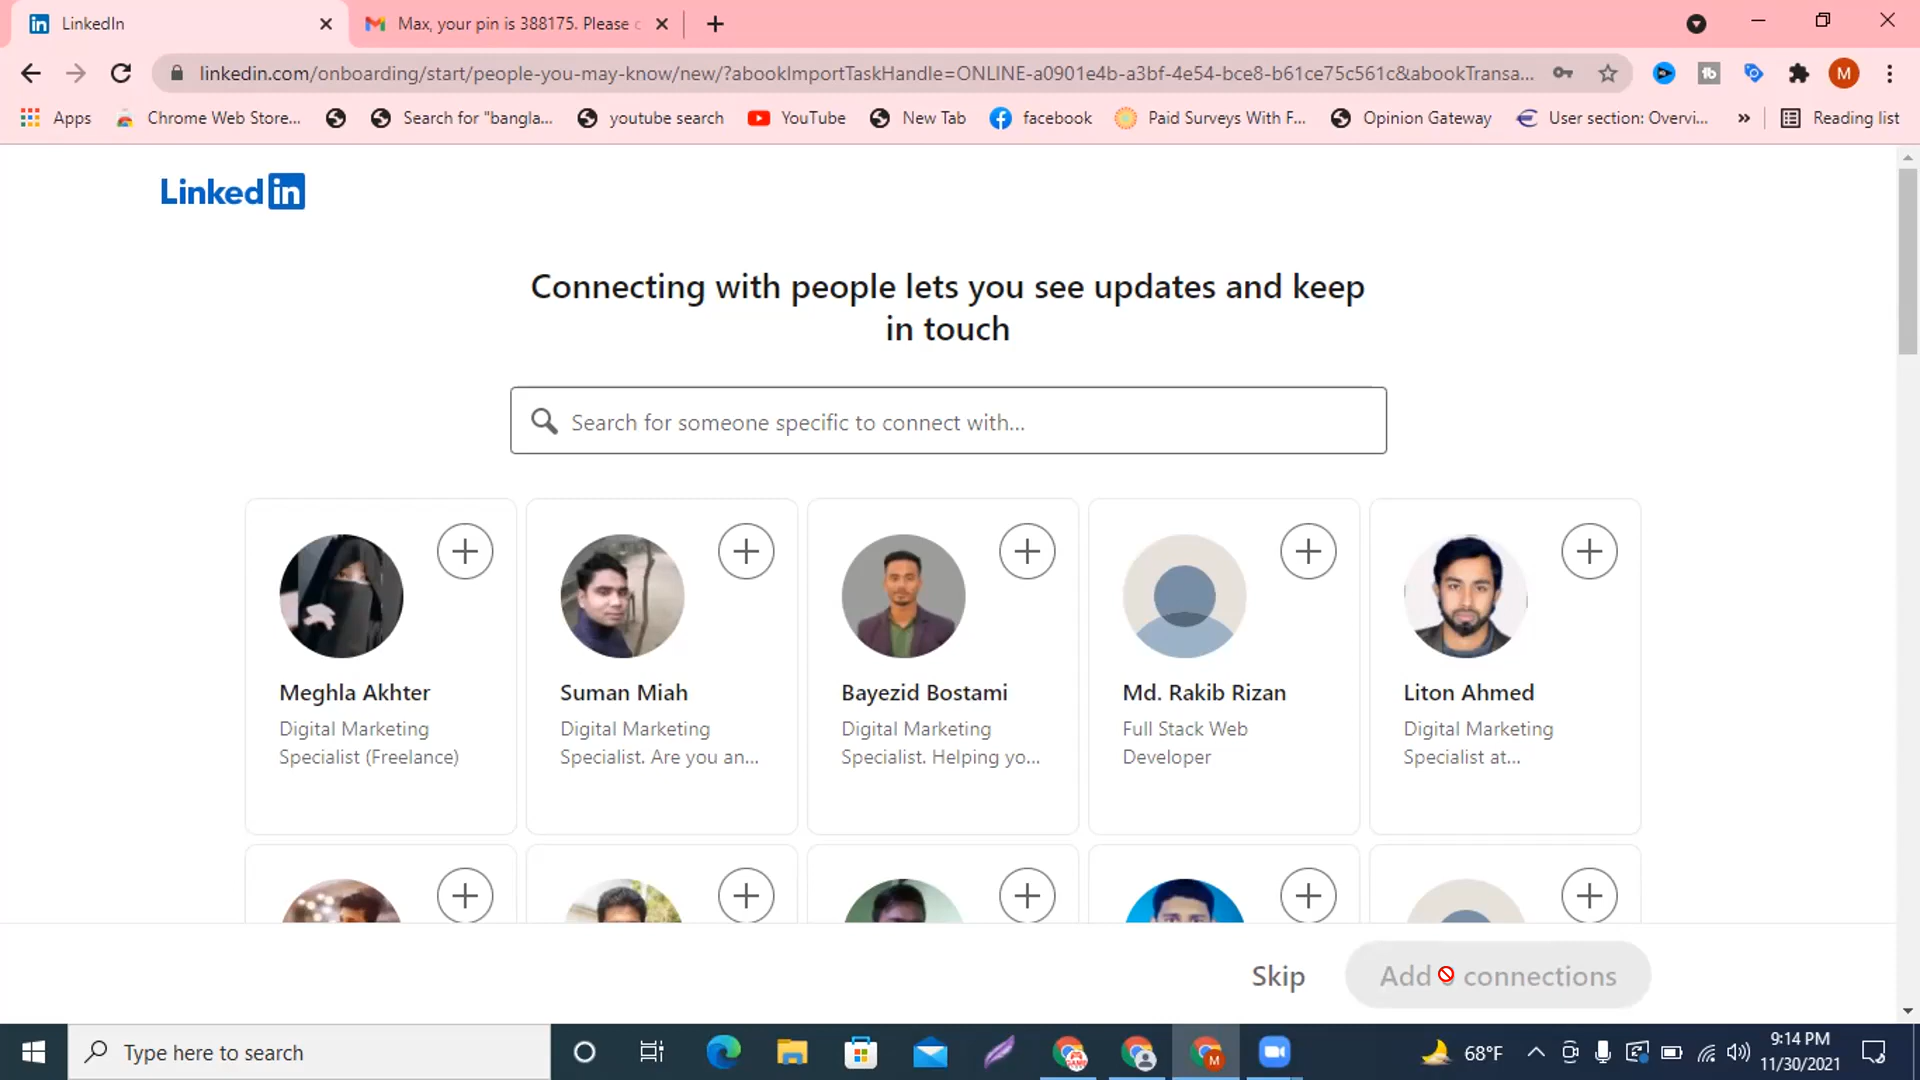 LinkedIn
Max, your pin is 388175. Please c
linkedin.com/onboarding/start/people-you-may-know/new/?abookImportTaskHandle=ONLINE-a0901e4b-a3bf-4e54-bce8-b61ce75c561c&abookTransa...
M
Apps
Chrome Web Store...
Search for "bangla...
youtube search
YouTube
New Tab
facebook
Paid Surveys With F...
Opinion Gateway
User section: Overvi...
»
Reading list
Linkedin
Connecting with people lets you see updates and keep
in touch
Search for someone specific to connect with...
Meghla Akhter
Digital Marketing
Specialist (Freelance)
Suman Miah
Digital Marketing
Specialist. Are you an...
Bayezid Bostami
Digital Marketing
Specialist. Helping yo...
Md. Rakib Rizan
Full Stack Web
Developer
Liton Ahmed
Digital Marketing
Specialist at...
Skip
Add connections
Type here to search
68°F
9:14 PM
11/30/2021